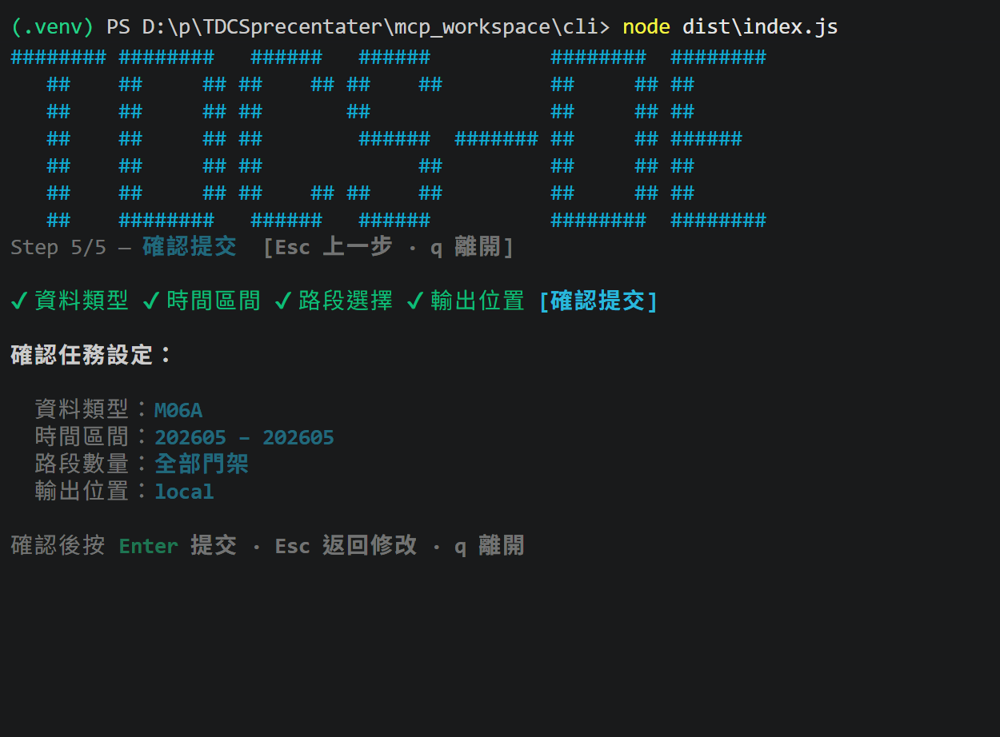 (.venv) PS D:\p\TDCSprecentater\mcp_workspace\cli> node dist\index.js
######## ########   ######   ######          ########  ########
   ##    ##     ## ##    ## ##    ##         ##     ## ##
   ##    ##     ## ##       ##               ##     ## ##
   ##    ##     ## ##        ######  ####### ##     ## ######
   ##    ##     ## ##             ##         ##     ## ##
   ##    ##     ## ##    ## ##    ##         ##     ## ##
   ##    ########   ######   ######          ########  ########
Step 5/5 — 確認提交  [Esc 上一步 · q 離開]
✓ 資料類型 ✓ 時間區間 ✓ 路段選擇 ✓ 輸出位置 [確認提交]
確認任務設定：
資料類型：M06A
時間區間：202605 – 202605
路段數量：全部門架
輸出位置：local
確認後按 Enter 提交 · Esc 返回修改 · q 離開